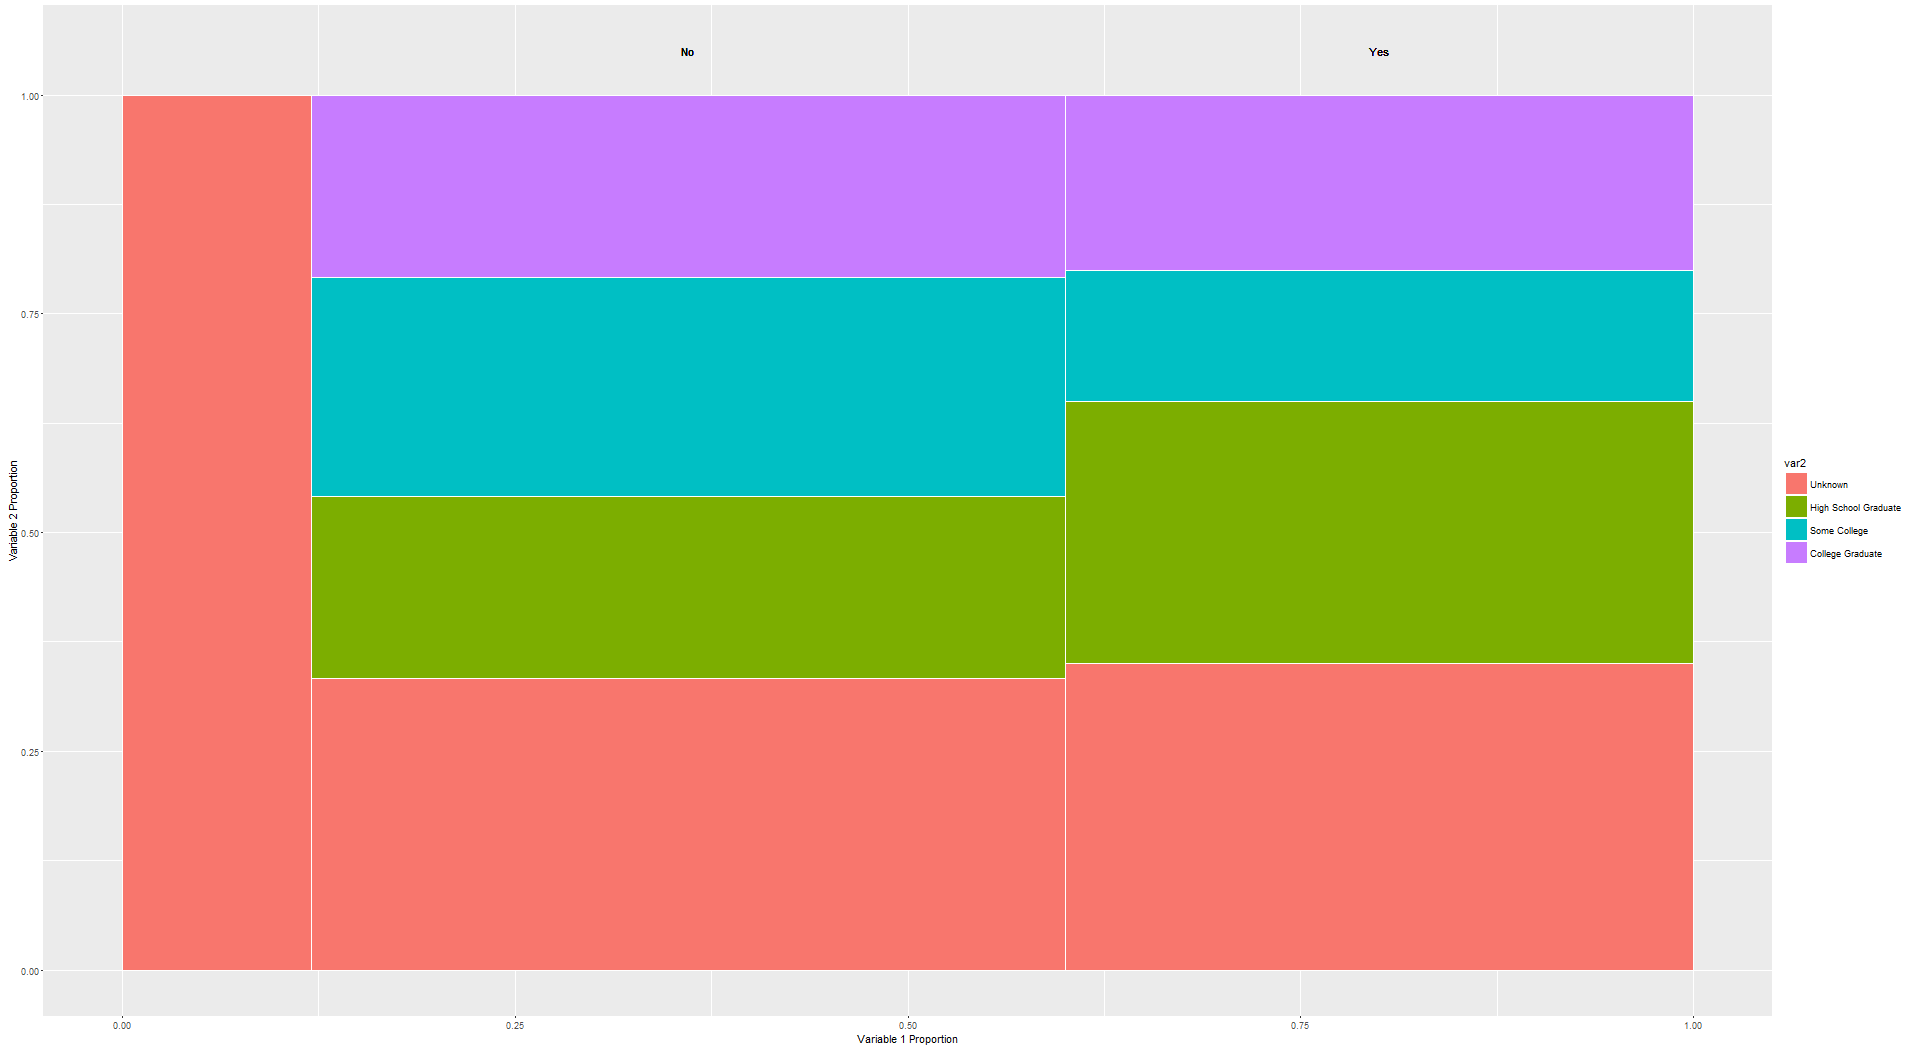 No
Yes
1.00
0.75
0.50
0.25
0.00
Variable 2 Proportion
0.00
0.25
0.50
0.75
1.00
Variable 1 Proportion
var2
Unknown
High School Graduate
Some College
College Graduate